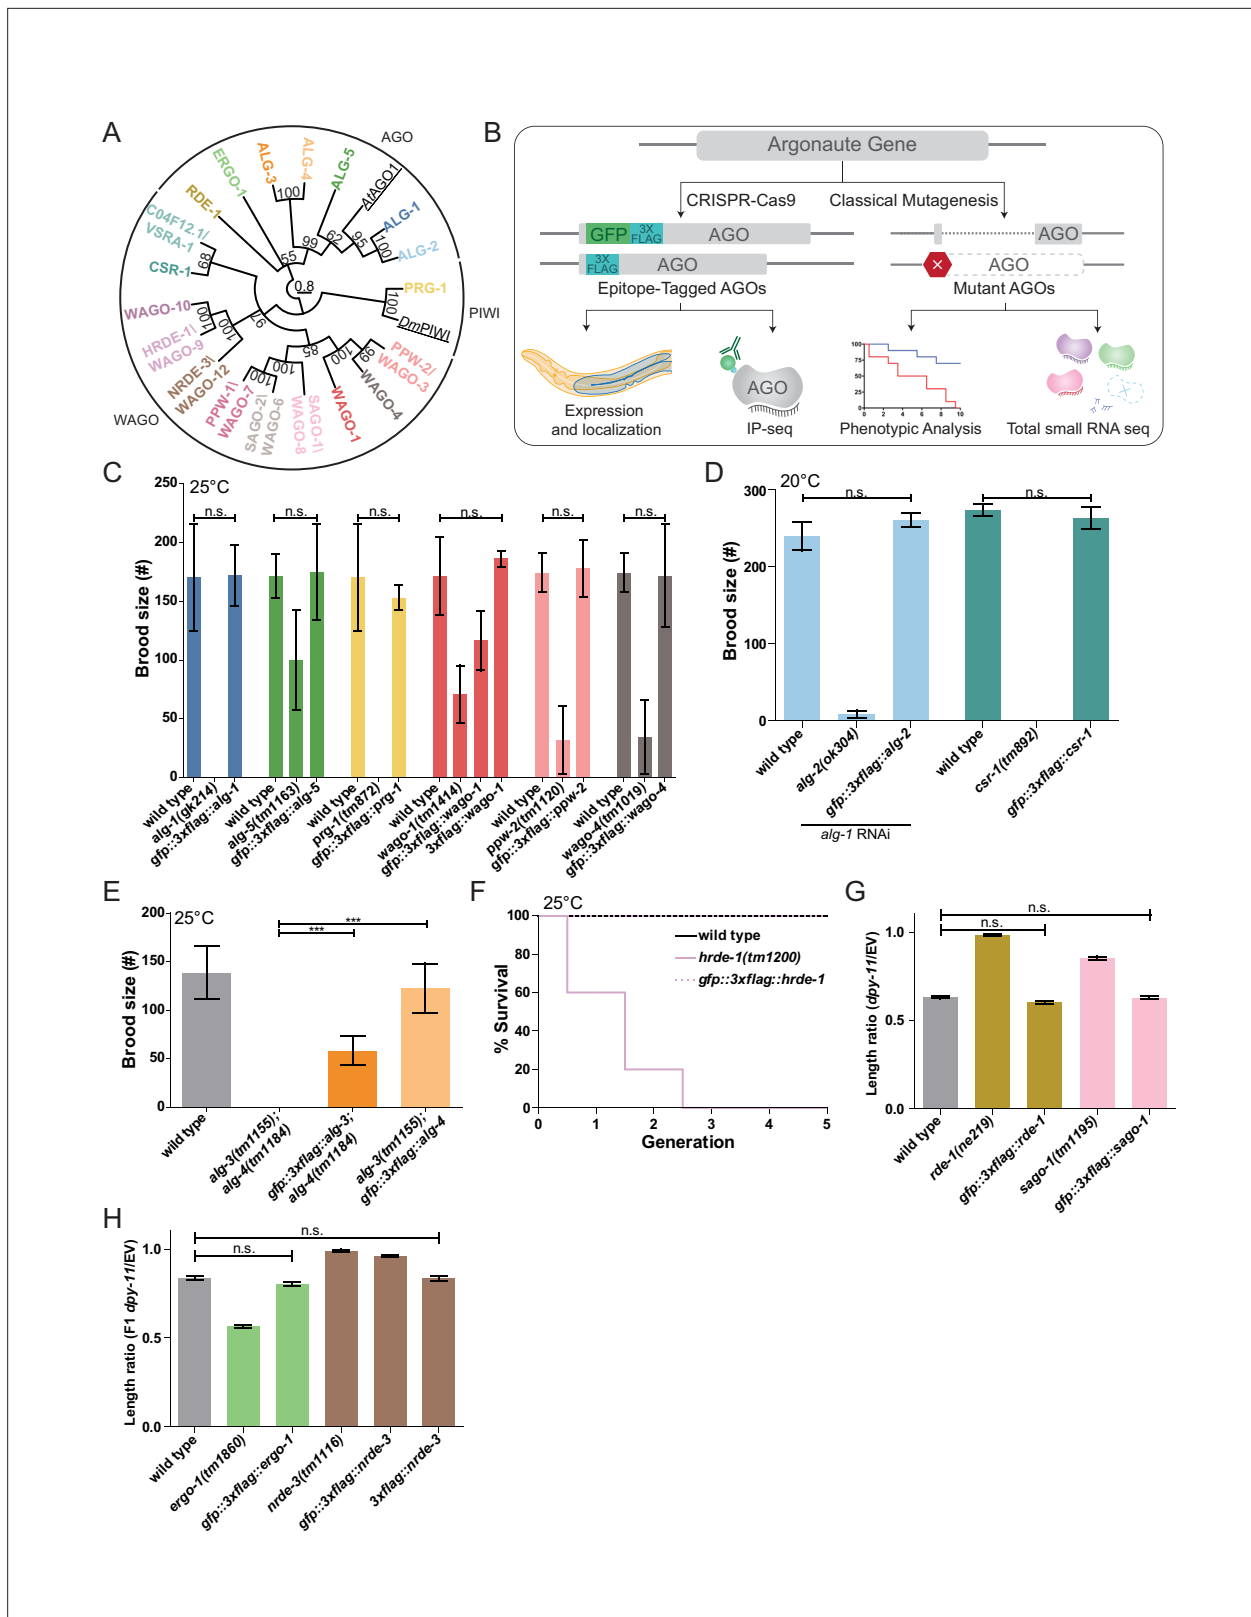 A
AGO
ERGO-1
ALG-3
ALG-4
ALG-5
AtAGO1
RDE-1
C04F12.1/
VSRA-1
CSR-1
ALG-1
ALG-2
PRG-1
PIWI
DmPIWI
WAGO-10
HRDE-1\
WAGO-9
NRDE-3\
WAGO-12
PPW-1\
WAGO-7
SAGO-2\
WAGO-6
SAGO-1\
WAGO-8
WAGO-1
WAGO-4
PPW-2/
WAGO-3
WAGO
100
99
62
95
100
55
68
0.8
100
97
100
100
85
100
99
100
100
B
Argonaute Gene
CRISPR-Cas9
Classical Mutagenesis
GFP
3X
FLAG
AGO
AGO
3X
FLAG
AGO
×
AGO
Epitope-Tagged AGOs
Mutant AGOs
AGO
100
75
50
25
0
0
5
10
Expression
and localization
IP-seq
Phenotypic Analysis
Total small RNA seq
C
25°C
n.s.
n.s.
n.s.
n.s.
n.s.
n.s.
Brood size (#)
250
200
150
100
50
0
wild type
alg-1(gk214)
gfp::3xflag::alg-1
wild type
alg-5(tm1163)
gfp::3xflag::alg-5
wild type
prg-1(tm872)
gfp::3xflag::prg-1
wild type
wago-1(tm1414)
gfp::3xflag::wago-1
3xflag::wago-1
wild type
ppw-2(tm1120)
gfp::3xflag::ppw-2
wild type
wago-4(tm1019)
gfp::3xflag::wago-4
D
20°C
n.s.
n.s.
Brood size (#)
300
200
100
0
wild type
alg-2(ok304)
gfp::3xflag::alg-2
wild type
csr-1(tm892)
gfp::3xflag::csr-1
alg-1 RNAi
E
25°C
***
***
Brood size (#)
200
150
100
50
0
wild type
alg-3(tm1155);
alg-4(tm1184)
gfp::3xflag::alg-3;
alg-4(tm1184)
alg-3(tm1155);
gfp::3xflag::alg-4
F
25°C
% Survival
100
80
60
40
20
0
wild type
hrde-1(tm1200)
gfp::3xflag::hrde-1
0
1
2
3
4
5
Generation
G
n.s.
n.s.
Length ratio (dpy-11/EV)
1.0
0.5
0.0
wild type
rde-1(ne219)
gfp::3xflag::rde-1
sago-1(tm1195)
gfp::3xflag::sago-1
H
n.s.
n.s.
Length ratio (F1 dpy-11/EV)
1.0
0.5
0.0
wild type
ergo-1(tm1860)
gfp::3xflag::ergo-1
nrde-3(tm1116)
gfp::3xflag::nrde-3
3xflag::nrde-3